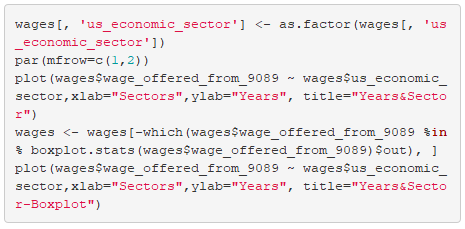 wages[, 'us_economic_sector'] <- as.factor(wages[, 'us
_economic_sector'])
par(mfrow=c(1,2))
plot(wages$wage_offered_from_9089 ~ wages$us_economic_
sector,xlab="Sectors",ylab="Years", title="Years&Secto
r")
wages <- wages[-which(wages$wage_offered_from_9089 %in
% boxplot.stats(wages$wage_offered_from_9089)$out), ]
plot(wages$wage_offered_from_9089 ~ wages$us_economic_
sector,xlab="Sectors",ylab="Years", title="Years&Secto
r-Boxplot")